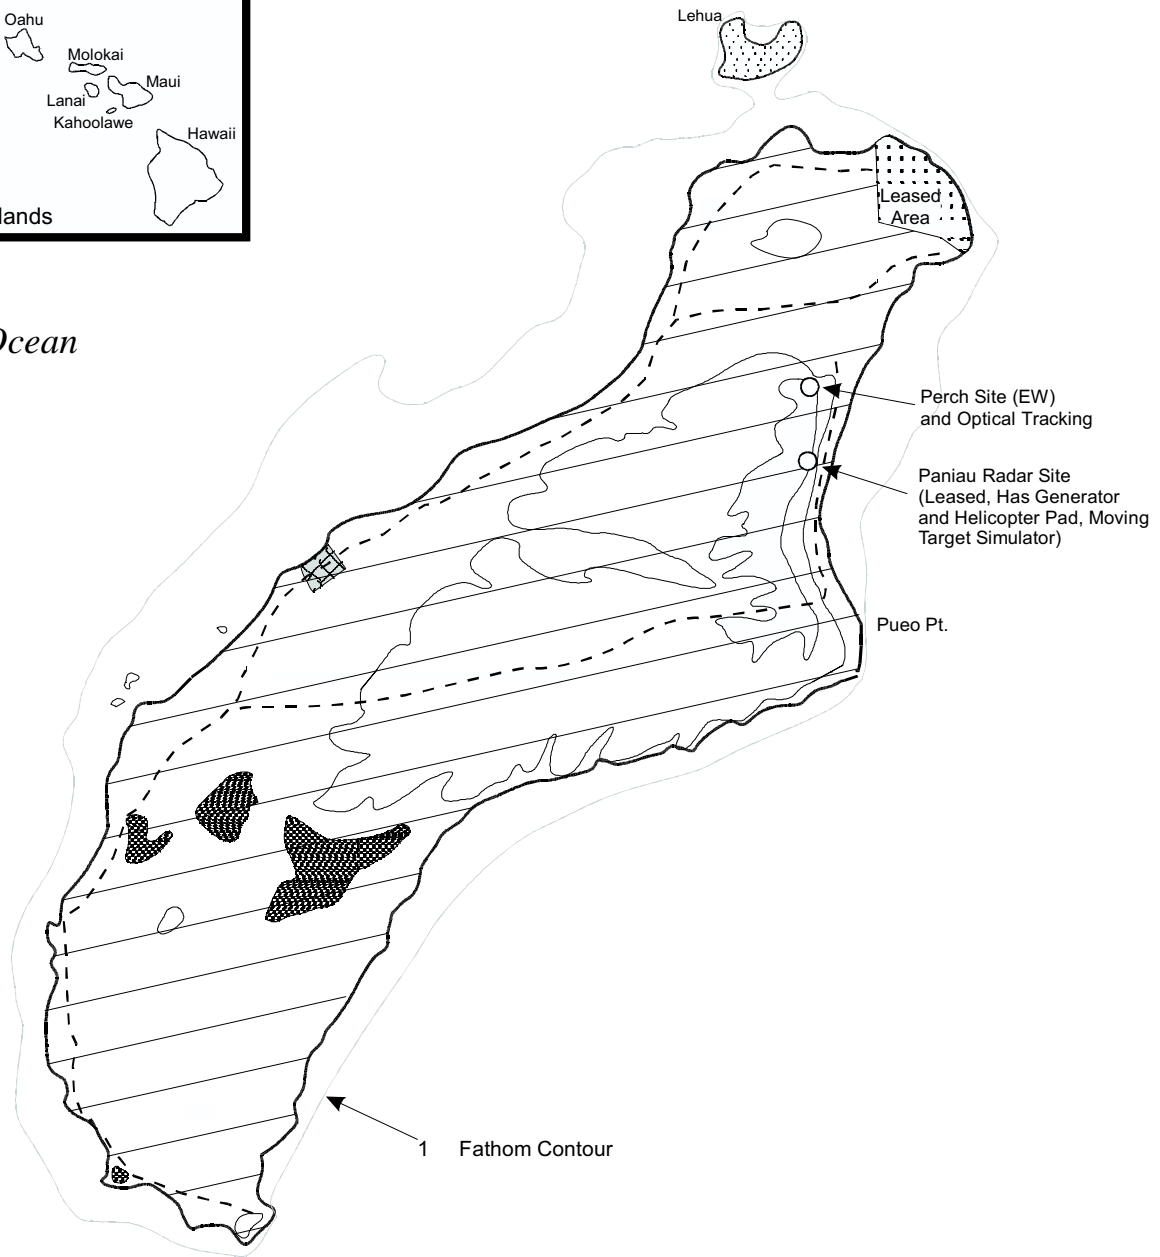 Oahu
Molokai
Maui
Lanai
Kahoolawe
Hawaii
Lehua
Leased
Area
Ocean
Perch Site (EW)
and Optical Tracking
Paniau Radar Site
(Leased, Has Generator
and Helicopter Pad, Moving
Target Simulator)
Pueo Pt.
1 Fathom Contour